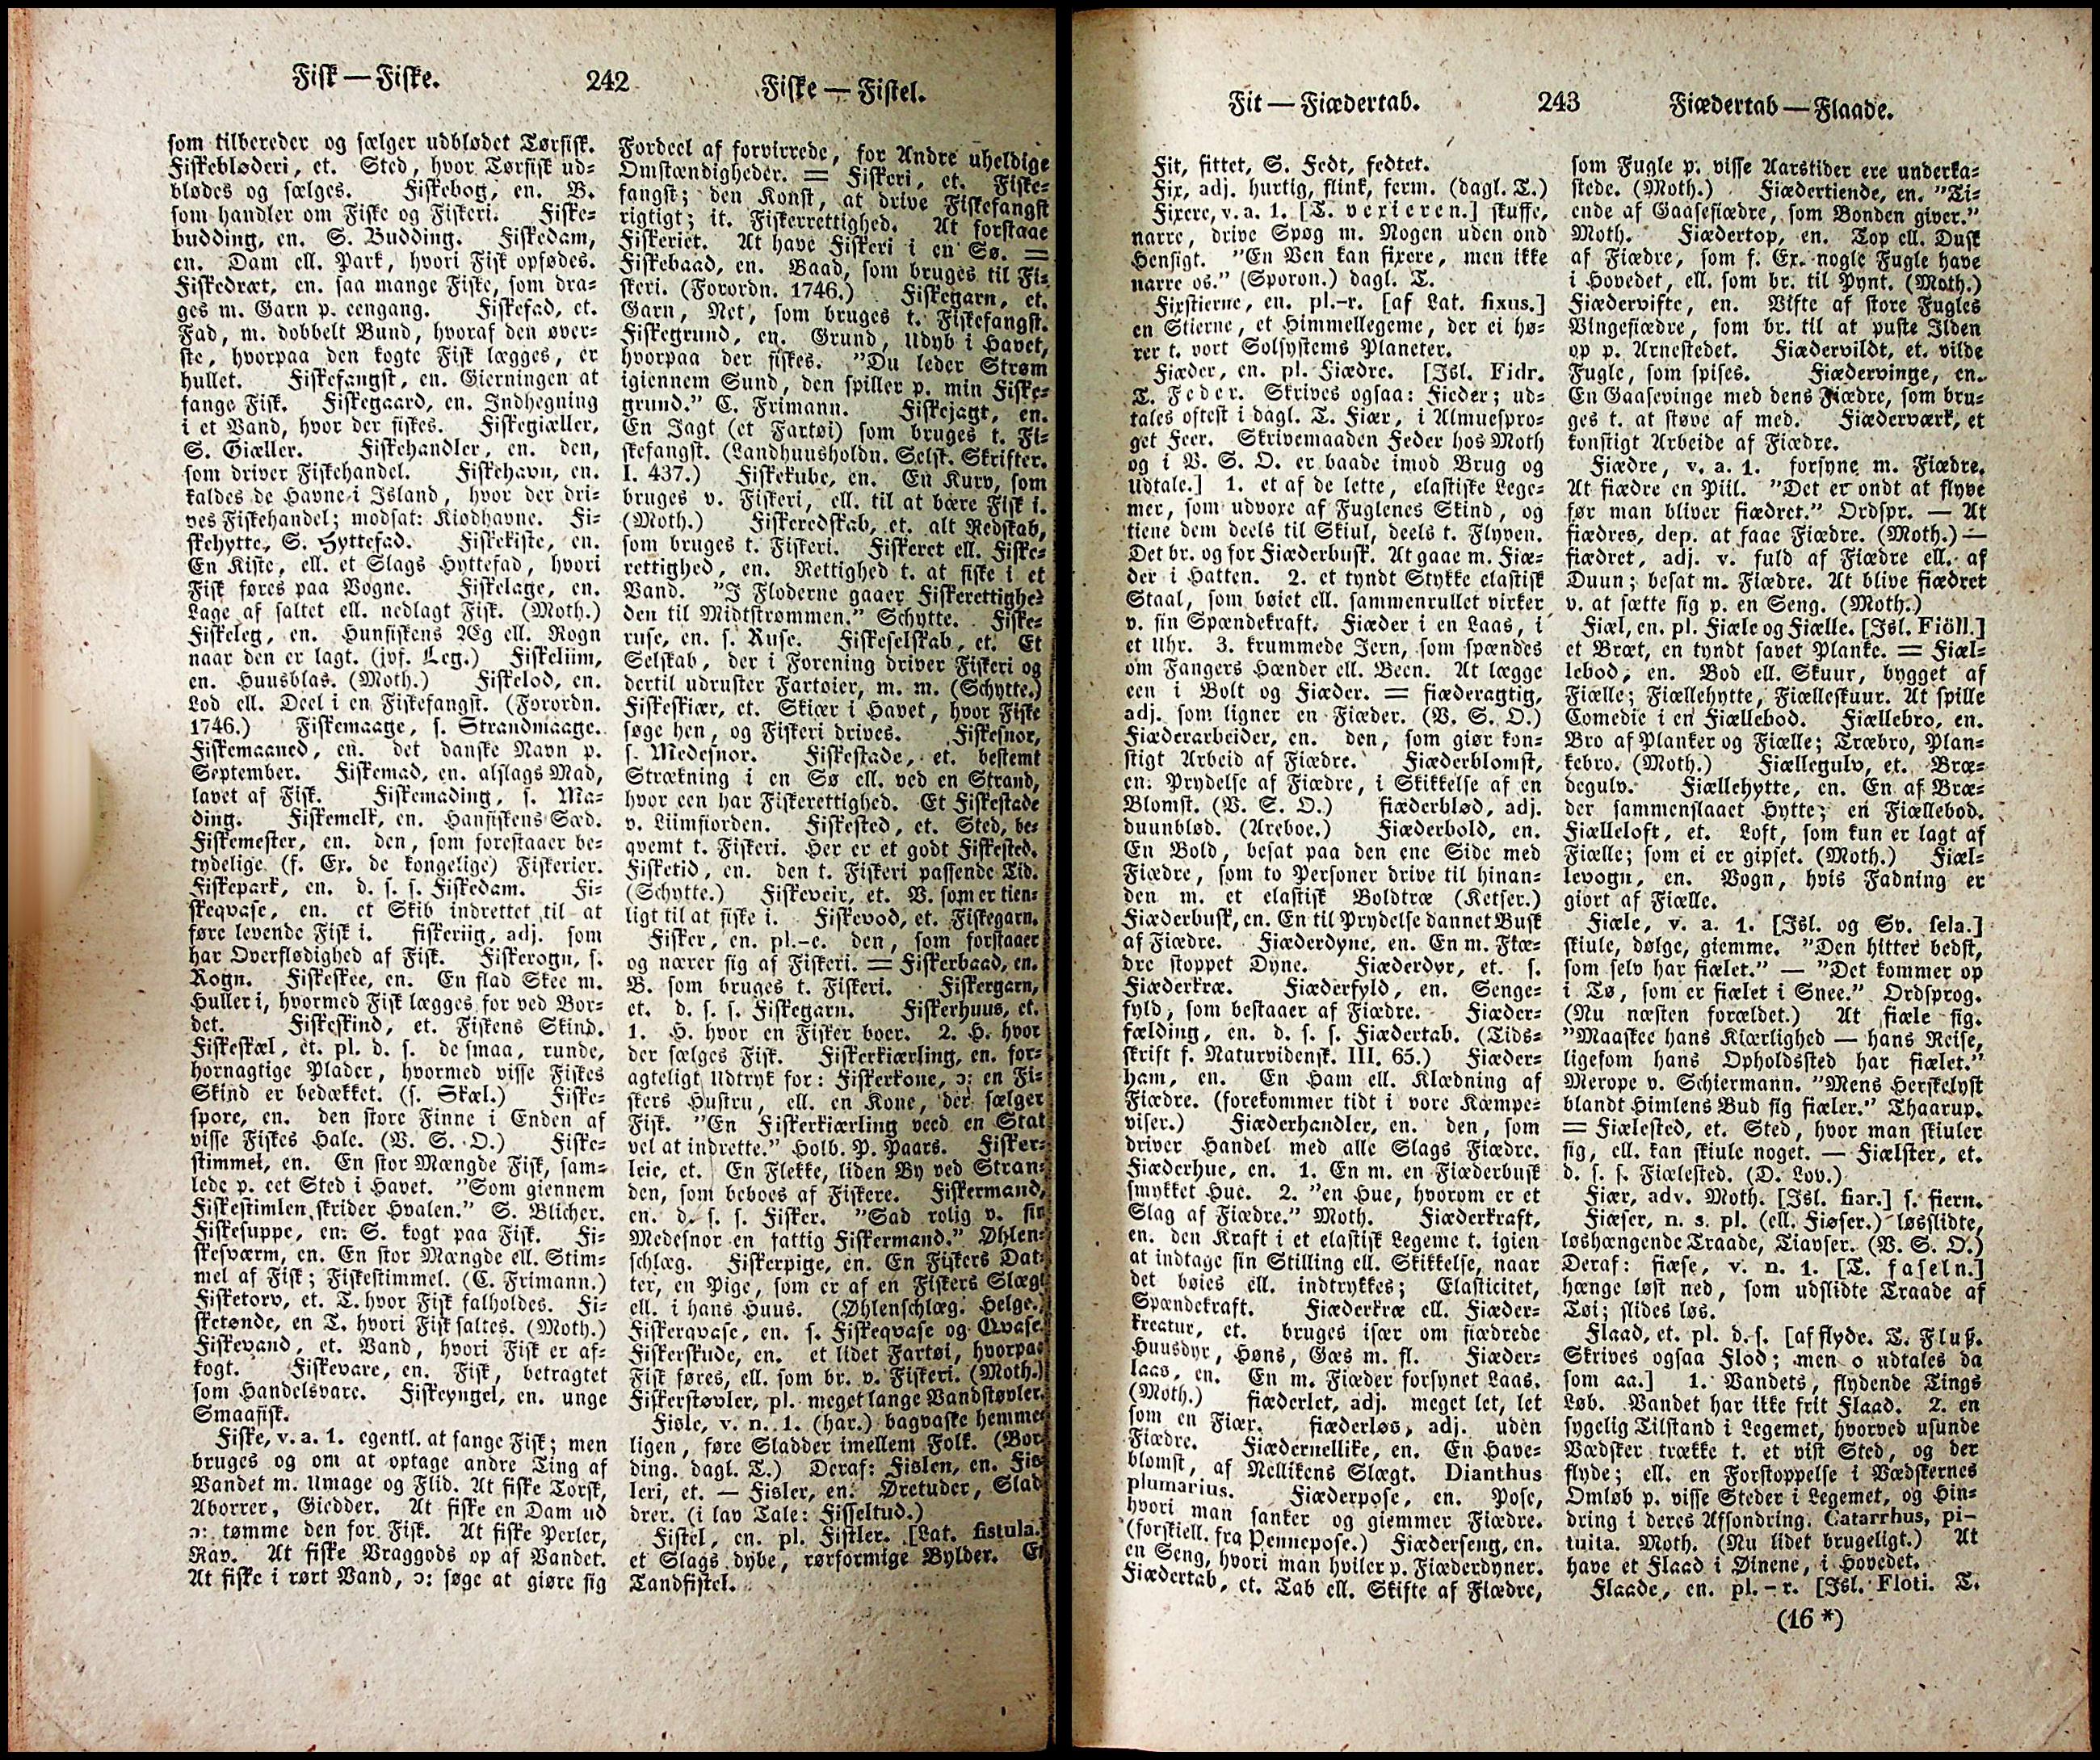 Fisk — Fiske.
242
Fiske — Fistel.
som tilbereder og sælger udblødet Tørfisk.
Fiskebløderi, et. Sted, hvor Tørfisk ud-
blødes og sælges. Fiskebog, en. B.
som handler om Fiske og Fiskeri. Fiske-
budding, en. S. Budding. Fiskedam,
en. Dam ell. Park, hvori Fisk opfødes.
Fiskedræt, en. saa mange Fiske, som dra-
ges m. Garn p. eengang. Fiskefad, et.
Fad, m. dobbelt Bund, hvoraf den øver-
ste, hvorpaa den kogte Fisk lægges, er
hullet. Fiskefangst, en. Gierningen at
fange Fisk. Fiskegaard, en. Indhegning
i et Vand, hvor der fiskes. Fiskegiæller,
S. Giæller. Fiskehandler, en. den,
som driver Fiskehandel. Fiskehavn, en.
kaldes de Havne i Island, hvor der dri-
ves Fiskehandel; modsat: Kiødhavne. Fi-
skehytte, S. Hyttefad. Fiskekiste, en.
En Kiste, ell. et Slags Hyttefad, hvori
Fisk føres paa Vogne. Fiskelage, en.
Lage af saltet ell. nedlagt Fisk. (Moth.)
Fiskeleg, en. Hunfiskens Æg ell. Rogn
naar den er lagt. (jvf. Leg.) Fiskeliim,
en. Huusblas. (Moth.) Fiskelod, en.
Lod ell. Deel i en Fiskefangst. (Forordn.
1746.) Fiskemaage, s. Strandmaage.
Fiskemaaned, en. det danske Navn p.
September. Fiskemad, en. alslags Mad,
lavet af Fisk. Fiskemading, s. Ma-
ding. Fiskemelk, en. Hanfiskens Sæd.
Fiskemester, en. den, som forestaaer be-
tydelige (f. Ex. de kongelige) Fiskerier.
Fiskepark, en. d. s. s. Fiskedam. Fi-
skeqvase, en. et Skib indrettet til at
føre levende Fisk i. fiskeriig, adj. som
har Overflødighed af Fisk. Fiskerogn, s.
Rogn. Fiskeskee, en. En flad Skee m.
Huller i, hvormed Fisk lægges for ved Bor-
det. Fiskeskind, et. Fiskens Skind.
Fiskeskæl, et. pl. d. s. de smaa, runde,
hornagtige Plader, hvormed visse Fiskes
Skind er bedækket. (s. Skæl.) Fiske-
spore, en. den store Finne i Enden af
visse Fiskes Hale. (V. S. O.) Fiske-
stimmel, en. En stor Mængde Fisk, sam-
lede p. eet Sted i Havet. "Som giennem
Fiskestimlen skrider Hvalen." S. Blicher.
Fiskesuppe, en. S. kogt paa Fisk. Fi-
skesværm, en. En stor Mængde ell. Stim-
mel af Fisk; Fiskestimmel. (C. Frimann.)
Fisketorv, et. T. hvor Fisk falholdes. Fi-
sketønde, en T. hvori Fisk saltes. (Moth.)
Fiskevand, et. Vand, hvori Fisk er af-
kogt. Fiskevare, en. Fisk, betragtet
som Handelsvare. Fiskeyngel, en. unge
Smaafisk.
Fiske, v. a. 1. egentl. at fange Fisk; men
bruges og om at optage andre Ting af
Vandet m. Umage og Flid. At fiske Torsk,
Aborrer, Giedder. At fiske en Dam ud
ɔ: tømme den for Fisk. At fiske Perler,
Rav. At fiske Vraggods op af Vandet.
At fiske i rørt Vand, ɔ: søge at giøre sig
Fordeel af forvirrede, for Andre uheldige
Omstændigheder. = Fiskeri, et. Fiske-
fangst; den Konst, at drive Fiskefangst
rigtigt; it. Fiskerrettighed. At forstaae
Fiskeriet. At have Fiskeri i en Sø. =
Fiskebaad, en. Baad, som bruges til Fi-
skeri. (Forordn. 1746.) Fiskegarn, et.
Garn, Net, som bruges t. Fiskefangst.
Fiskegrund, en. Grund, Udyb i Havet,
hvorpaa der fiskes. "Du leder Strøm
igiennem Sund, den spiller p. min Fiske-
grund." C. Frimann. Fiskejagt, en.
En Jagt (et Fartøi) som bruges t. Fi-
skefangst. (Landhuusholdn. Selsk. Skrifter.
I. 437.) Fiskekube, en. En Kurv, som
bruges v. Fiskeri, ell. til at bære Fisk i.
(Moth.) Fiskeredskab, et. alt Redskab,
som bruges t. Fiskeri. Fiskeret ell. Fiske-
rettighed, en. Rettighed t. at fiske i et
Vand. "I Floderne gaaer Fiskerettighe-
den til Midtstrømmen." Schytte. Fiske-
ruse, en. s. Ruse. Fiskeselskab, et. Et
Selskab, der i Forening driver Fiskeri og
dertil udruster Fartøier, m. m. (Schytte.)
Fiskeskiær, et. Skiær i Havet, hvor Fiske
søge hen, og Fiskeri drives. Fiskesnor,
s. Medesnor. Fiskestade, et. bestemt
Strækning i en Sø ell. ved en Strand,
hvor een har Fiskerettighed. Et Fiskestade
v. Liimfiorden. Fiskested, et. Sted, be-
qvemt t. Fiskeri. Her er et godt Fiskested.
Fisketid, en. den t. Fiskeri passende Tid.
(Schytte.) Fiskeveir, et. V. som er tien-
ligt til at fiske i. Fiskevod, et. Fiskegarn.
Fisker, en. pl.-e. den, som forstaaer
og nærer sig af Fiskeri. = Fiskerbaad, en.
B. som bruges t. Fiskeri. Fiskergarn,
et. d. s. s. Fiskegarn. Fiskerhuus, et.
1. H. hvor en Fisker boer. 2. H. hvor
der sælges Fisk. Fiskerkiærling, en. for-
agteligt Udtryk for: Fiskerkone, ɔ: en Fi-
skers Hustru, ell. en Kone, der sælger
Fisk. "En Fiskerkiærling veed en Stat
vel at indrette." Holb. P. Paars. Fisker-
leie, et. En Flekke, liden By ved Stran-
den, som beboes af Fiskere. Fiskermand,
en. d. s. s. Fisker. "Sad rolig v. sin
Medesnor en fattig Fiskermand." Øhlen-
schlæg. Fiskerpige, en. En Fiskers Dat-
ter, en Pige, som er af en Fiskers Slægt
ell. i hans Huus. (Øhlenschlæg. Helge.)
Fiskerqvase, en. s. Fiskeqvase og Qvase.
Fiskerskude, en. et lidet Fartøi, hvorpaa
Fisk føres, ell. som br. v. Fiskeri. (Moth.)
Fiskerstøvler, pl. meget lange Vandstøvler.
Fisle, v. n. 1. (har.) bagvaske hemme-
ligen, føre Sladder imellem Folk. (Bor-
ding. dagl. T.) Deraf: Fislen, en. Fis-
leri, et. — Fisler, en. Øretuder, Slad-
drer. (i lav Tale: Fisseltud.)
Fistel, en. pl. Fistler. [Lat. fistula.]
et Slags dybe, rørformige Bylder. En
Tandfistel.
Fit — Fiædertab.
243
Fiædertab — Flaade.
Fit, fittet, S. Fedt, fedtet.
Fix, adj. hurtig, flink, ferm. (dagl. T.)
Fixere, v. a. 1. [T. vexieren.] skuffe,
narre, drive Spøg m. Nogen uden ond
Hensigt. "En Ven kan fixere, men ikke
narre os." (Sporon.) dagl. T.
Fixstierne, en. pl.-r. [af Lat. fixus.]
en Stierne, et Himmellegeme, der ei hø-
rer t. vort Solsystems Planeter.
Fiæder, en. pl. Fiædre. [Isl. Fidr.
T. Feder. Skrives ogsaa: Fieder; ud-
tales oftest i dagl. T. Fiær, i Almuespro-
get Feer. Skrivemaaden Feder hos Moth
og i V. S. O. er baade imod Brug og
Udtale.] 1. et af de lette, elastiske Lege-
mer, som udvoxe af Fuglenes Skind, og
tiene dem deels til Skiul, deels t. Flyven.
Det br. og for Fiæderbusk. At gaae m. Fiæ-
der i Hatten. 2. et tyndt Stykke elastisk
Staal, som bøiet ell. sammenrullet virker
v. sin Spændekraft. Fiæder i en Laas, i
et Uhr. 3. krummede Jern, som spændes
om Fangers Hænder ell. Been. At lægge
een i Bolt og Fiæder. = fiæderagtig,
adj. som ligner en Fiæder. (V. S. O.)
Fiæderarbeider, en. den, som giør kon-
stigt Arbeid af Fiædre. Fiæderblomst,
en. Prydelse af Fiædre, i Skikkelse af en
Blomst. (V. S. O.) fiæderblød, adj.
duunblød. (Areboe.) Fiæderbold, en.
En Bold, besat paa den ene Side med
Fiædre, som to Personer drive til hinan-
den m. et elastisk Boldtræ (Ketser.)
Fiæderbusk, en. En til Prydelse dannet Busk
af Fiædre. Fiæderdyne, en. En m. Fiæ-
dre stoppet Dyne. Fiæderdyr, et. s.
Fiæderkræ. Fiæderfyld, en. Senge-
fyld, som bestaaer af Fiædre. Fiæder-
fælding, en. d. s. s. Fiædertab. (Tids-
skrift f. Naturvidensk. III. 65.) Fiæder-
ham, en. En Ham ell. Klædning af
Fiædre. (forekommer tidt i vore Kæmpe-
viser.) Fiæderhandler, en. den, som
driver Handel med alle Slags Fiædre.
Fiæderhue, en. 1. En m. en Fiæderbusk
smykket Hue. 2. "en Hue, hvorom er et
Slag af Fiædre." Moth. Fiæderkraft,
en. den Kraft i et elastisk Legeme t. igien
at indtage sin Stilling ell. Skikkelse, naar
det bøies ell. indtrykkes; Elasticitet,
Spændekraft. Fiæderkræ ell. Fiæder-
kreatur, et. bruges især om fiædrede
Huusdyr, Høns, Gæs m. fl. Fiæder-
laas, en. En m. Fiæder forsynet Laas.
(Moth.) fiæderlet, adj. meget let, let
som en Fiær. fiæderløs, adj. uden
Fiædre. Fiædernellike, en. En Have-
blomst, af Nellikens Slægt. Dianthus
plumarius. Fiæderpose, en. Pose,
hvori man sanker og giemmer Fiædre.
(forskiell. fra Pennepose.) Fiæderseng, en.
en Seng, hvori man hviler p. Fiæderdyner.
Fiædertab, et. Tab ell. Skifte af Fiædre,
som Fugle p. visse Aarstider ere underka-
stede. (Moth.) Fiædertiende, en. "Ti-
ende af Gaasefiædre, som Bonden giver."
Moth. Fiædertop, en. Top ell. Dusk
af Fiædre, som f. Ex. nogle Fugle have
i Hovedet, ell. som br. til Pynt. (Moth.)
Fiædervifte, en. Vifte af store Fugles
Vingefiædre, som br. til at puste Ilden
op p. Arnestedet. Fiædervildt, et. vilde
Fugle, som spises. Fiædervinge, en.
En Gaasevinge med dens Fiædre, som bru-
ges t. at støve af med. Fiæderværk, et
konstigt Arbeide af Fiædre.
Fiædre, v. a. 1. forsyne m. Fiædre.
At fiædre en Piil. "Det er ondt at flyve
før man bliver fiædret." Ordspr. — At
fiædres, dep. at faae Fiædre. (Moth.) —
fiædret, adj. v. fuld af Fiædre ell. af
Duun; besat m. Fiædre. At blive fiædret
v. at sætte sig p. en Seng. (Moth.)
Fiæl, en. pl. Fiæle og Fiælle. [Isl. Fiöll.]
et Bræt, en tyndt savet Planke. = Fiæl-
lebod, en. Bod ell. Skuur, bygget af
Fiælle; Fiællehytte, Fiælleskuur. At spille
Comedie i en Fiællebod. Fiællebro, en.
Bro af Planker og Fiælle; Træbro, Plan-
kebro. (Moth.) Fiællegulv, et. Bræ-
degulv. Fiællehytte, en. En af Bræ-
der sammenslaaet Hytte; en Fiællebod.
Fiælleloft, et. Loft, som kun er lagt af
Fiælle; som ei er gipset. (Moth.) Fiæl-
levogn, en. Vogn, hvis Fadning er
giort af Fiælle.
Fiæle, v. a. 1. [Isl. og Sv. fela.]
skiule, dølge, giemme. "Den hitter bedst,
som selv har fiælet." — "Det kommer op
i Tø, som er fiælet i Snee." Ordsprog.
(Nu næsten forældet.) At fiæle sig.
"Maaskee hans Kiærlighed — hans Reise,
ligesom hans Opholdssted har fiælet."
Merope v. Schiermann. "Mens Herskelyst
blandt Himlens Bud sig fiæler." Thaarup.
= Fiælested, et. Sted, hvor man skiuler
sig, ell. kan skiule noget. — Fiælster, et.
d. s. s. Fiælested. (D. Lov.)
Fiær, adv. Moth. [Isl. fiar.] s. fiern.
Fiæser, n. s. pl. (ell. Fiøser.) løsslidte,
løshængende Traade, Tiavser. (V. S. O.)
Deraf: fiæse, v. n. 1. [T. faseln.]
hænge løst ned, som udslidte Traade af
Tøi; slides løs.
Flaad, et. pl. d. s. [af flyde. T. Fluß.
Skrives ogsaa Flod; men o udtales da
som aa.] 1. Vandets, flydende Tings
Løb. Vandet har ikke frit Flaad. 2. en
sygelig Tilstand i Legemet, hvorved usunde
Vædsker trække t. et vist Sted, og der
flyde; ell. en Forstoppelse i Vædskernes
Omløb p. visse Steder i Legemet, og Hin-
dring i deres Afsondring. Catarrhus, pi-
tuita. Moth. (Nu lidet brugeligt.) At
have et Flaad i Øinene, i Hovedet.
Flaade, en. pl.-r. [Isl. Floti. T.
(16*)